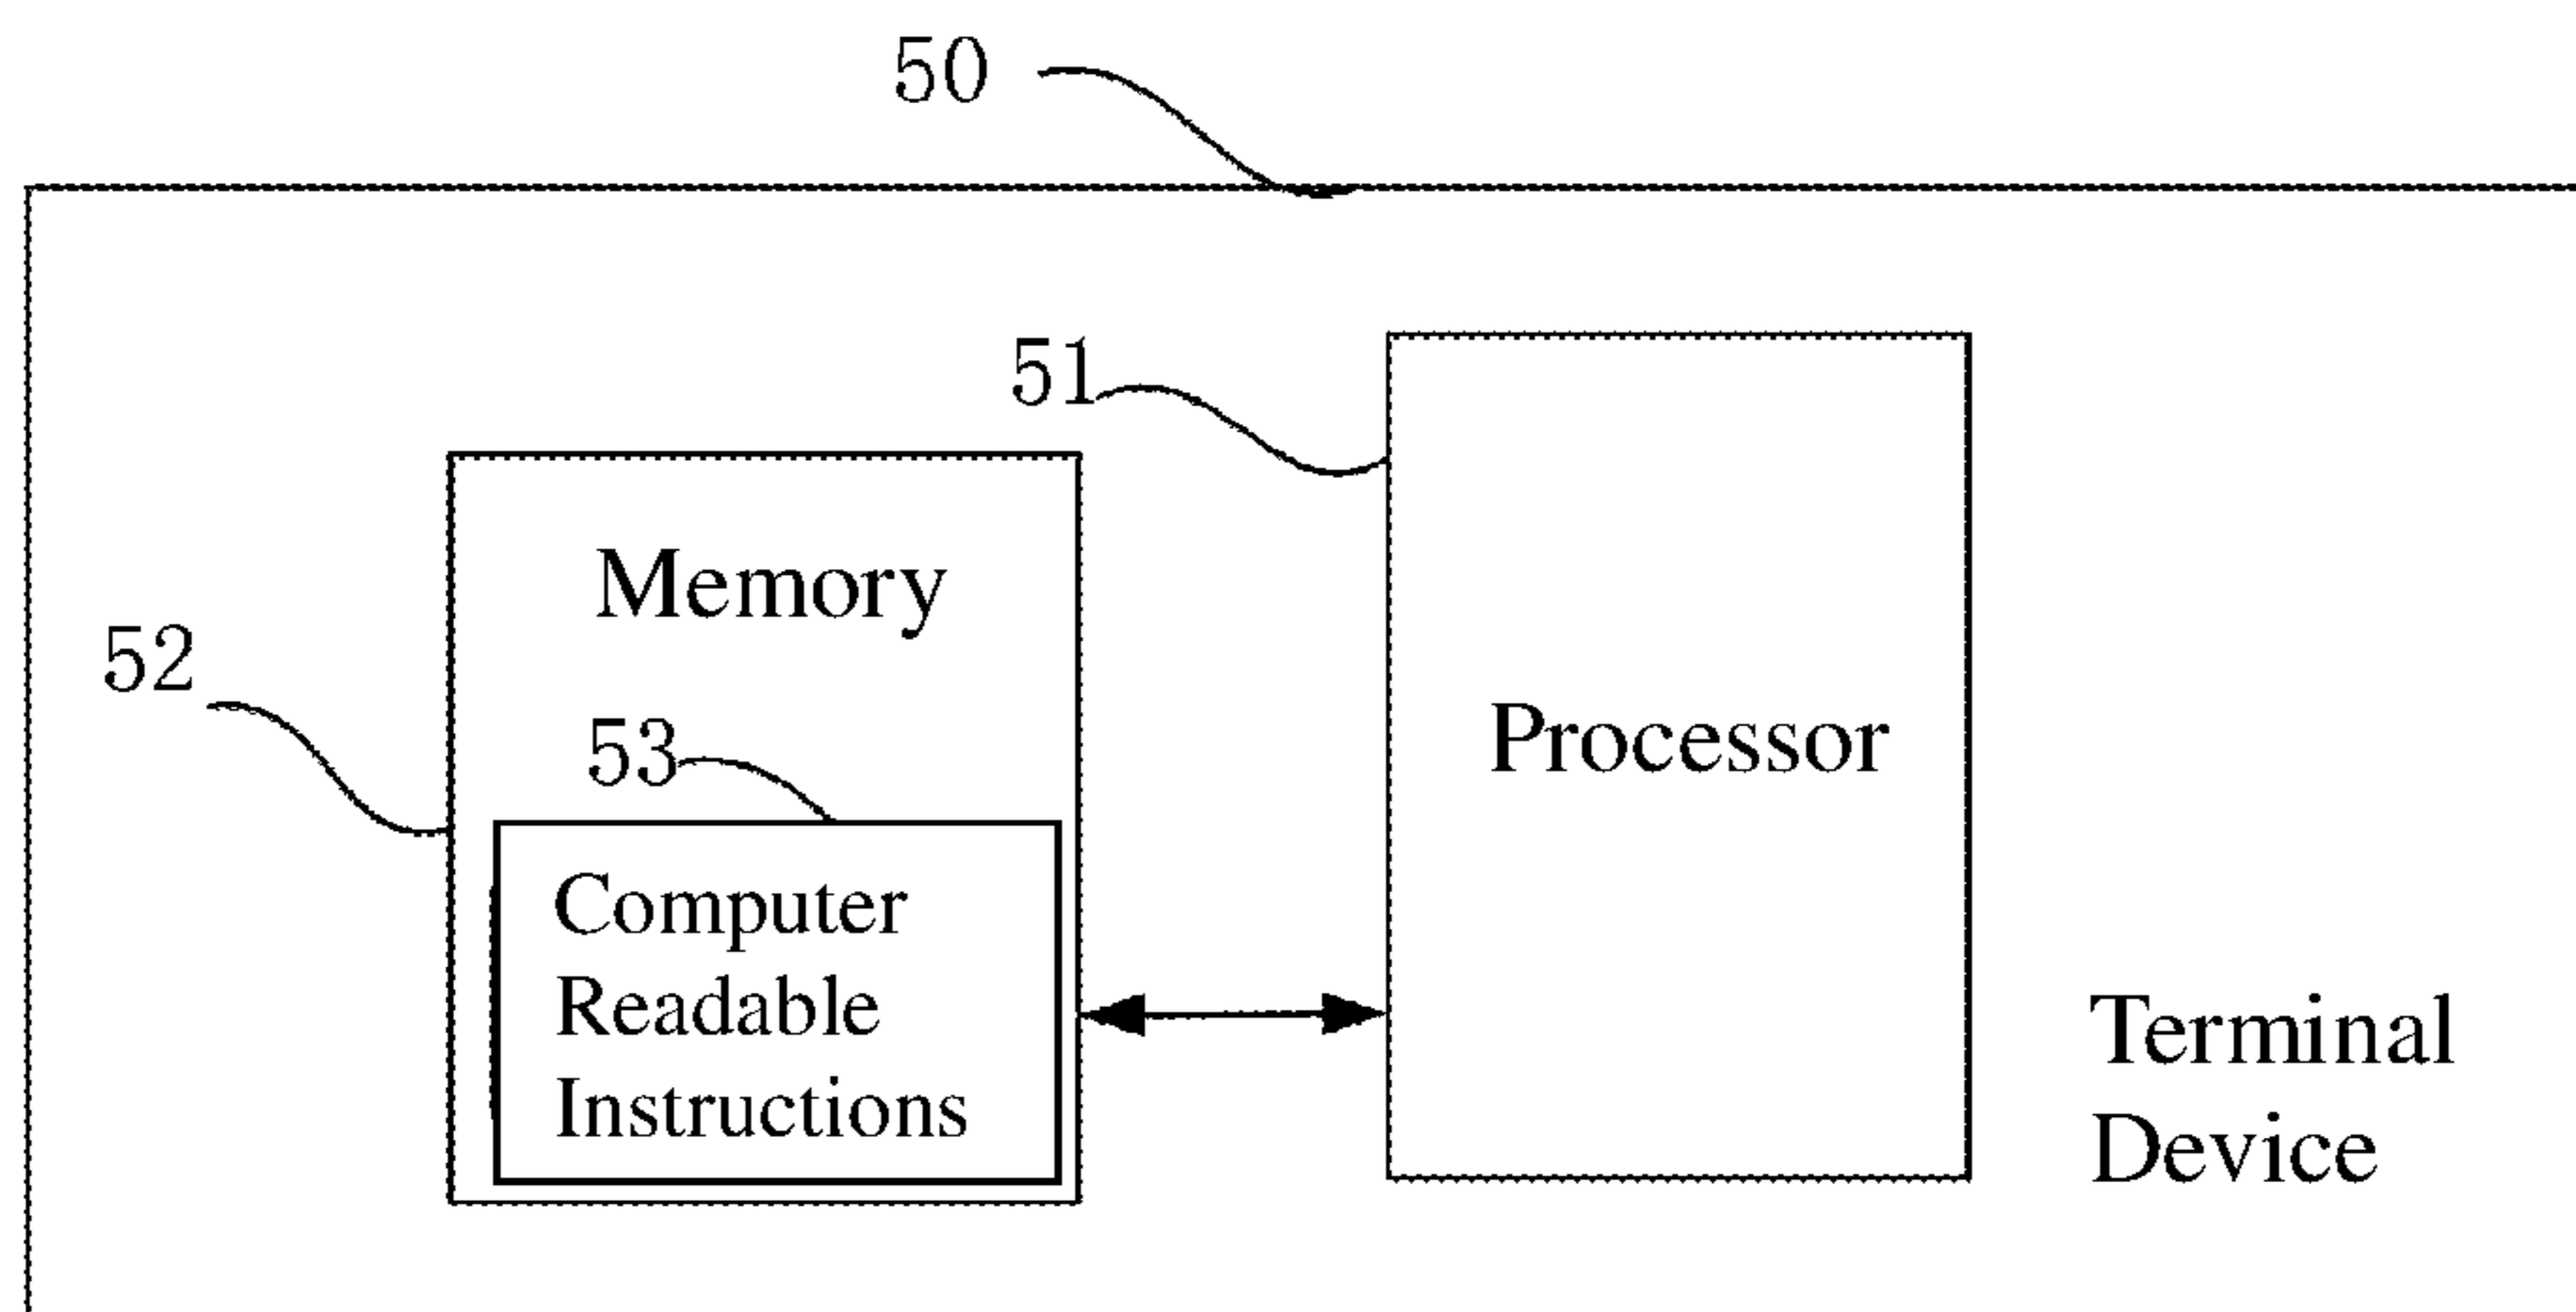 50
51
Memory
52
Processor
53
Computer
Readable
Instructions
Terminal
Device